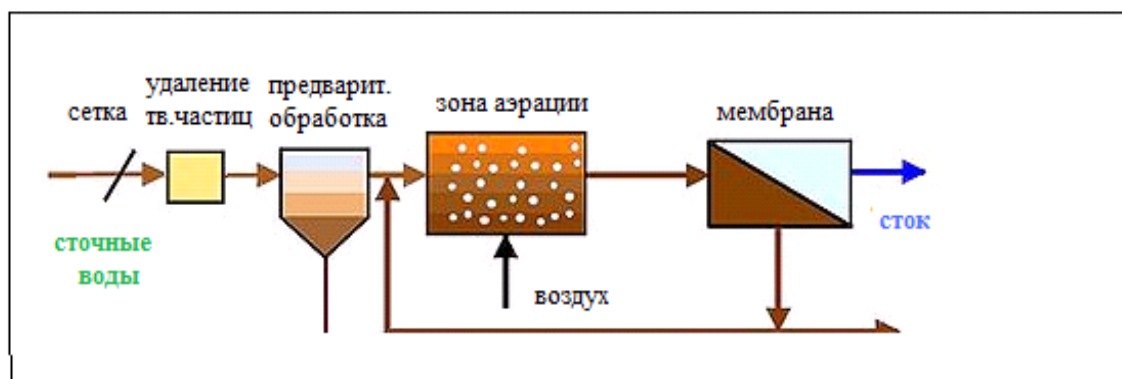 сетка
удаление
тв.частиц
предварит.
обработка
зона аэрации
мембрана
сточные
воды
воздух
сток